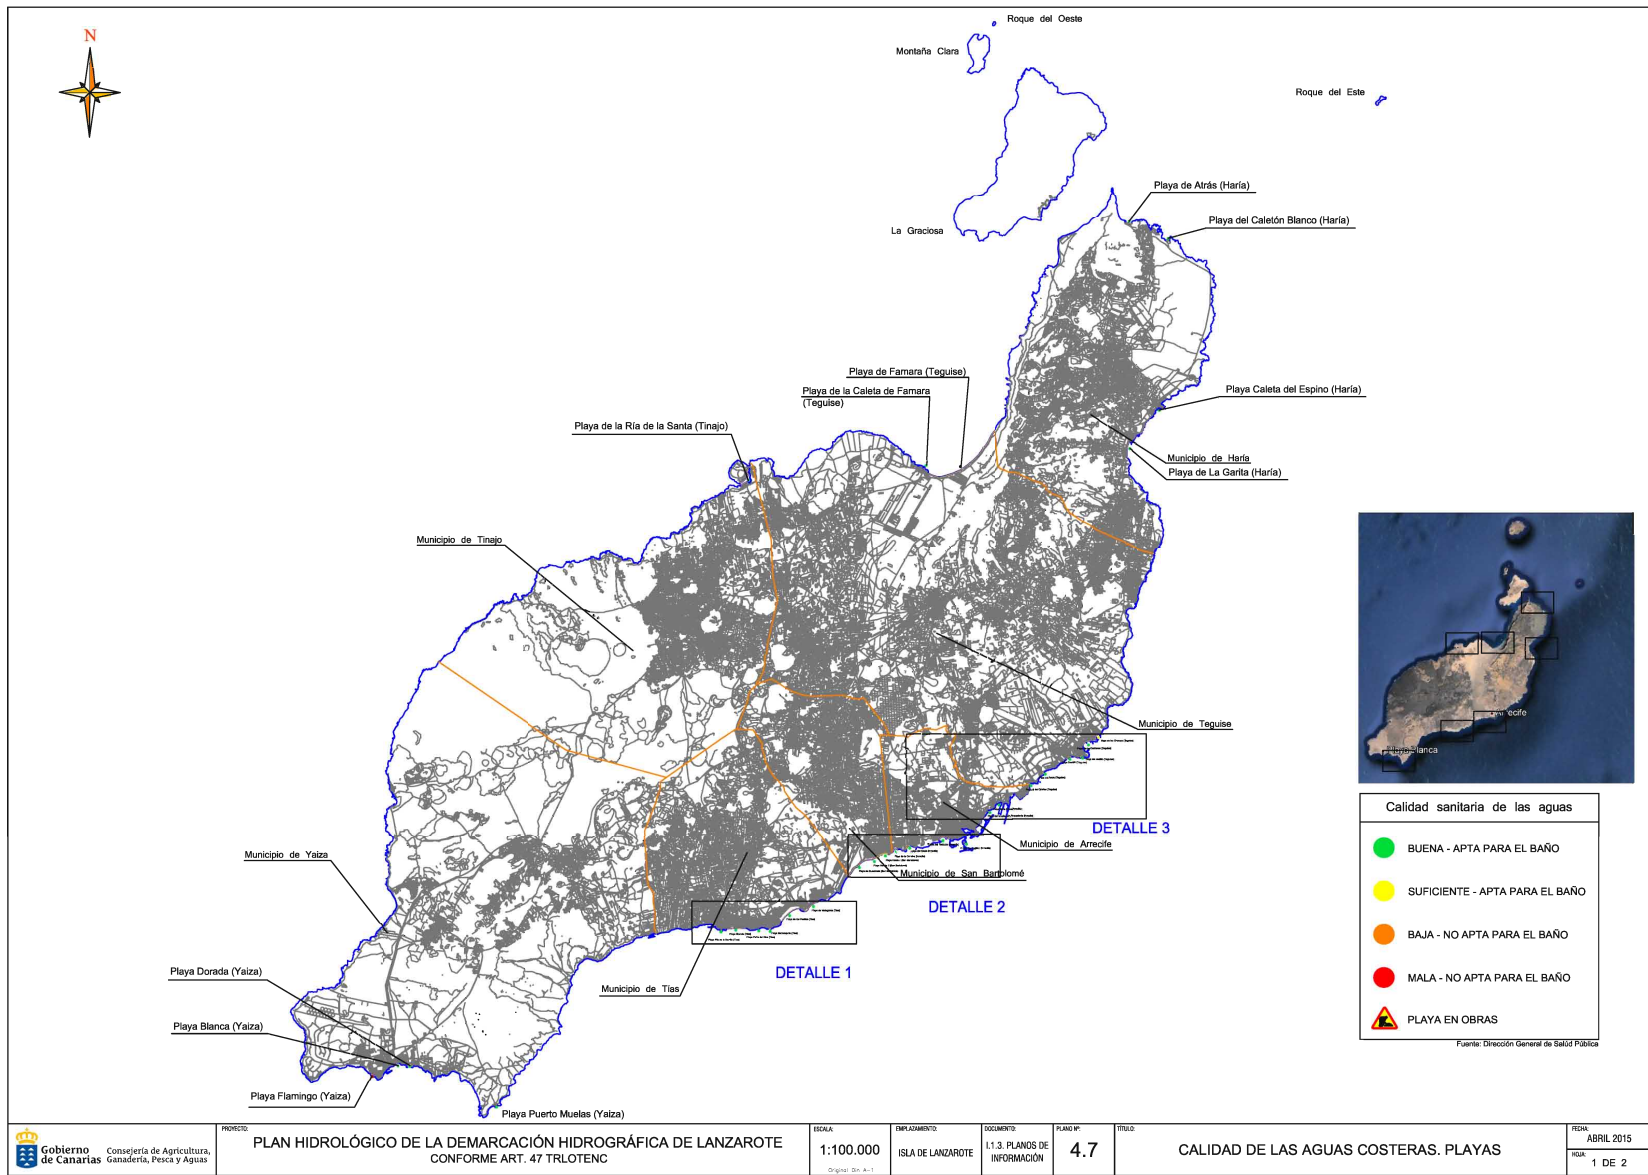 N
Roque del Oeste
Montaña Clara
Roque del Este
Playa de Atrás (Haría)
Playa del Caletón Blanco (Haría)
La Graciosa
Playa de Famara (Teguise)
Playa de la Caleta de Famara
(Teguise)
Playa Caleta del Espino (Haría)
Playa de la Ría de la Santa (Tinajo)
Municipio de Haría
Playa de La Garita (Haría)
Municipio de Tinajo
Municipio de Teguise
DETALLE 3
Municipio de Arrecife
Municipio de Yaiza
Municipio de San Bartolomé
DETALLE 2
DETALLE 1
Playa Dorada (Yaiza)
Municipio de Tías
Playa Blanca (Yaiza)
Playa Flamingo (Yaiza)
Playa Puerto Muelas (Yaiza)
Calidad sanitaria de las aguas
BUENA - APTA PARA EL BAÑO
SUFICIENTE - APTA PARA EL BAÑO
BAJA - NO APTA PARA EL BAÑO
MALA - NO APTA PARA EL BAÑO
PLAYA EN OBRAS
Fuente: Dirección General de Salúd Pública
Gobierno
de Canarias
Consejería de Agricultura,
Ganadería, Pesca y Aguas
PROYECTO:
PLAN HIDROLÓGICO DE LA DEMARCACIÓN HIDROGRÁFICA DE LANZAROTE
CONFORME ART. 47 TRLOTENC
ESCALA:
1:100.000
Original Din A-1
EMPLAZAMIENTO:
ISLA DE LANZAROTE
DOCUMENTO:
I.1.3. PLANOS DE
INFORMACIÓN
PLANO Nº:
4.7
TÍTULO:
CALIDAD DE LAS AGUAS COSTERAS. PLAYAS
FECHA:
ABRIL 2015
HOJA:
1 DE 2